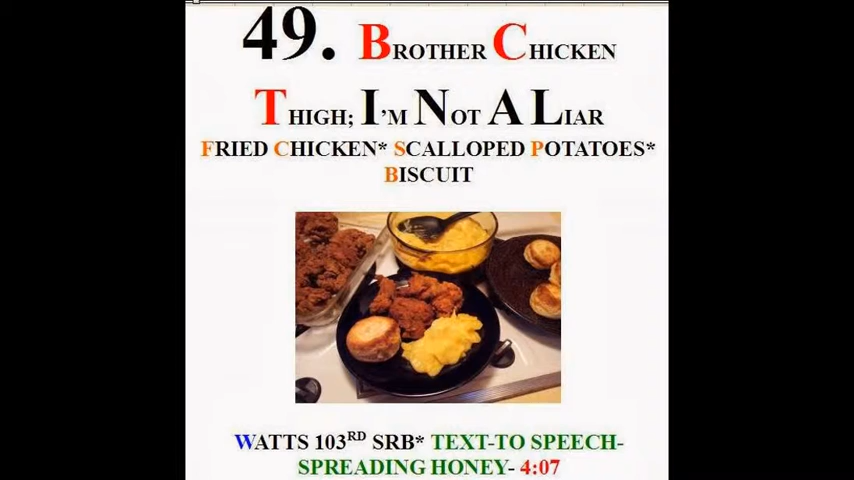 49. BROTHER CHICKEN
THIGH; I'M NOT A LIAR
FRIED CHICKEN* SCALLOPED POTATOES*
BISCUIT
WATTS 103RD SRB* TEXT-TO SPEECH-
SPREADING HONEY- 4:07